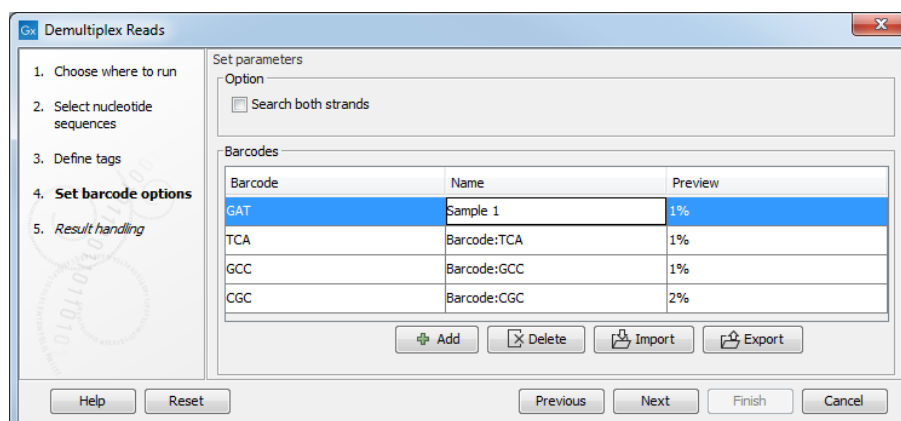 Gx Demultiplex Reads
1. Choose where to run
2. Select nucleotide
sequences
3. Define tags
4. Set barcode options
5. Result handling
Set parameters
Option
Search both strands
Barcodes
Barcode Name Preview
GAT Sample 1 1%
TCA Barcode:TCA 1%
GCC Barcode:GCC 1%
CGC Barcode:CGC 2%
Add Delete Import Export
Help Reset Previous Next Finish Cancel